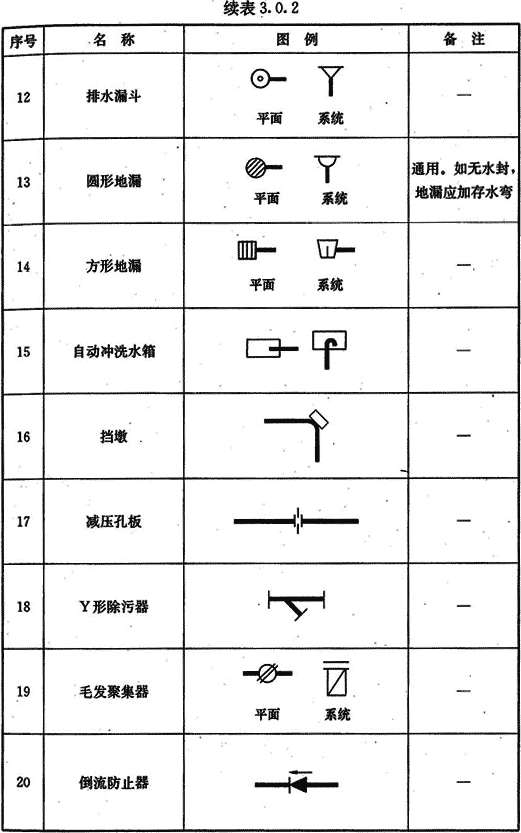 续表3.0.2
序号 名称 图例 备注
12 排水漏斗 平面 系统 —
13 圆形地漏 平面 系统 通用。如无水封，
地漏应加存水弯
14 方形地漏 平面 系统 —
15 自动冲洗水箱 —
16 挡墩 —
17 减压孔板 —
18 Y形除污器 —
19 毛发聚集器 平面 系统 —
20 倒流防止器 —